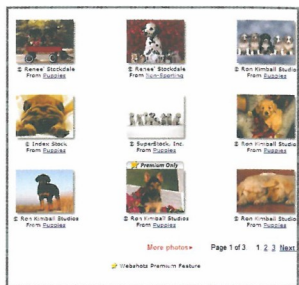 © Renee' Stockdale
From Puppies
© Renee' Stockdale
From Non-Sporting
© Ron Kimball Studios
From Puppies
© Index Stock
From Puppies
© SuperStock, Inc.
From Puppies
© Ron Kimball Studios
From Puppies
Premium Only
© Ron Kimball Studios
From Puppies
© Ron Kimball Studios
From Puppies
© Ron Kimball Studios
From Puppies
More photos▸ Page 1 of 3 1 2 3 Next
Webshots Premium Feature